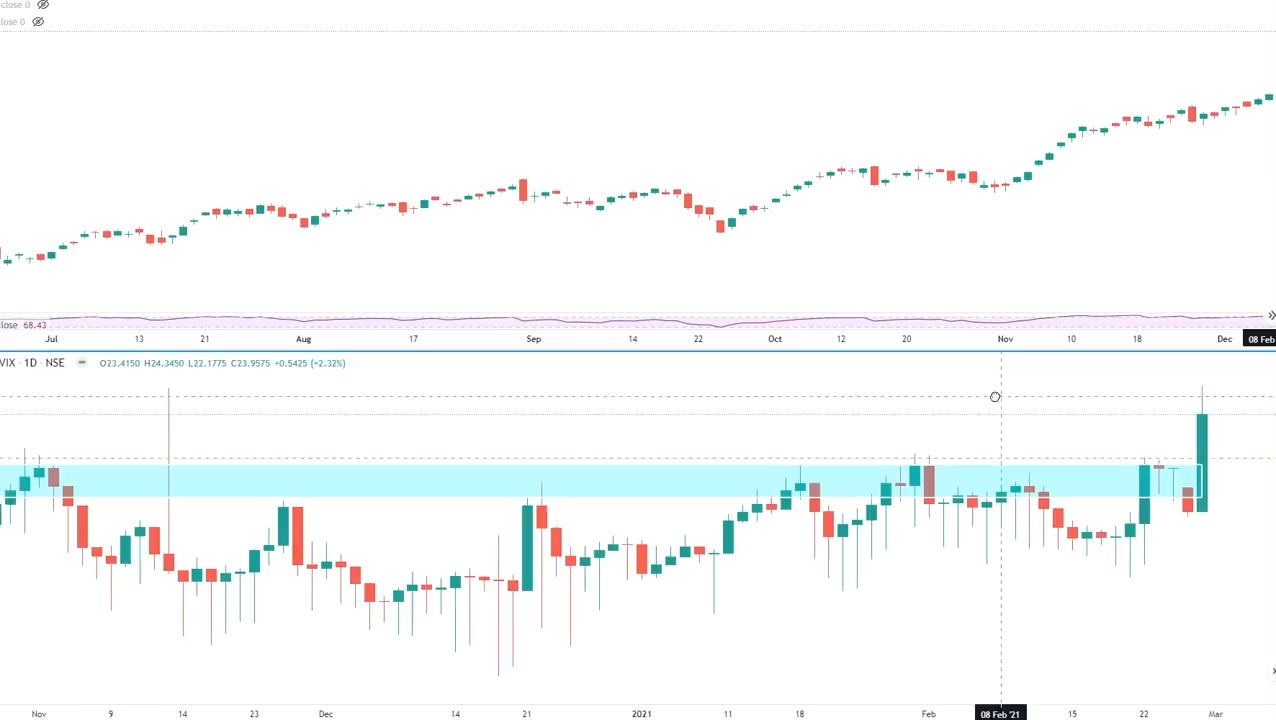 close 0
lose 0
close 68.43
Jul 13 21 Aug 17 Sep 14 22 Oct 12 20 Nov 10 18 Dec 08 Feb
VIX · 1D · NSE O23.4150 H24.3450 L22.1775 C23.9575 +0.5425 (+2.32%)
Nov 9 14 23 Dec 14 21 2021 11 18 Feb 08 Feb '21 15 22 Mar